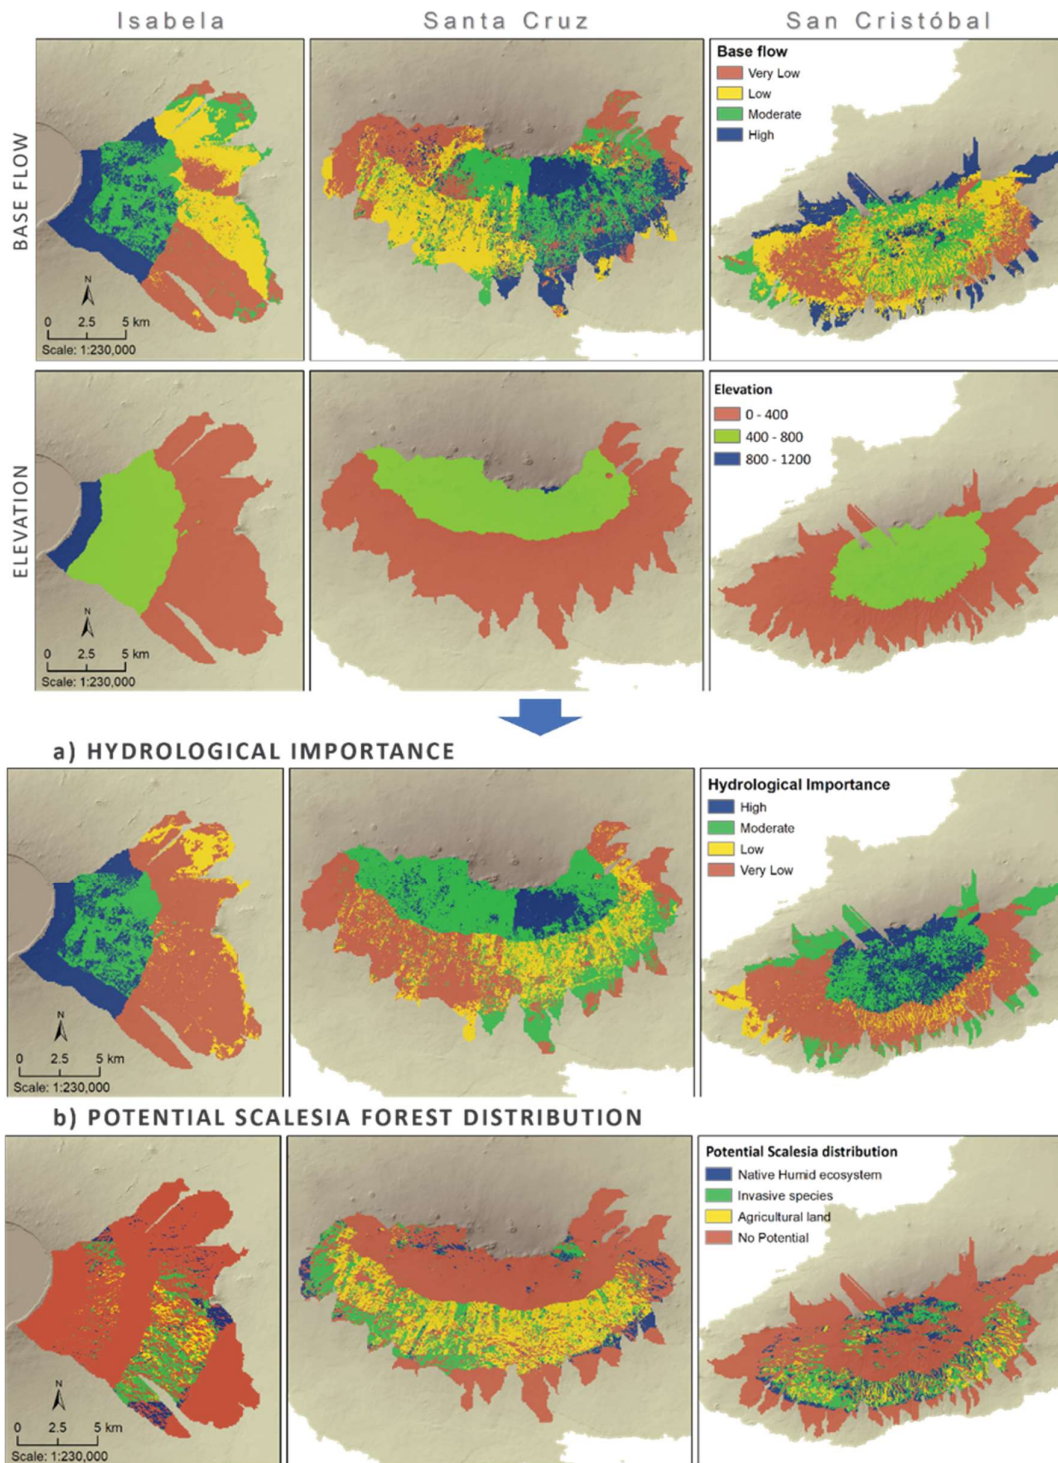 Isabela Santa Cruz San Cristóbal
BASE FLOW
Base flow
Very Low
Low
Moderate
High
N
0 2.5 5 km
Scale: 1:230,000
ELEVATION
Elevation
0 - 400
400 - 800
800 - 1200
N
0 2.5 5 km
Scale: 1:230,000
a) HYDROLOGICAL IMPORTANCE
Hydrological Importance
High
Moderate
Low
Very Low
N
0 2.5 5 km
Scale: 1:230,000
b) POTENTIAL SCALESIA FOREST DISTRIBUTION
Potential Scalesia distribution
Native Humid ecosystem
Invasive species
Agricultural land
No Potential
N
0 2.5 5 km
Scale: 1:230,000